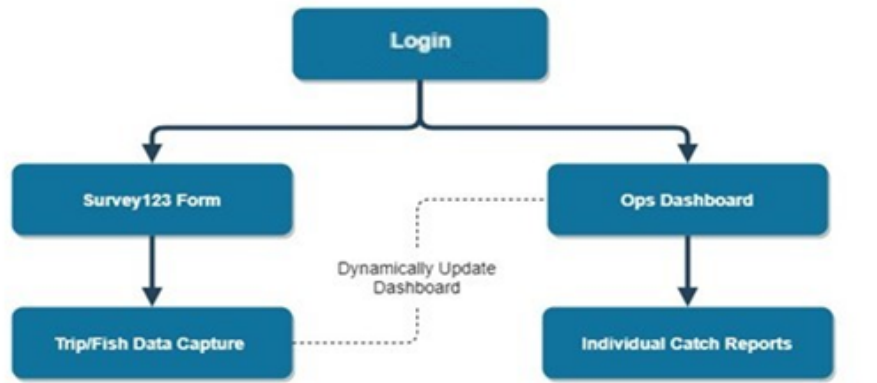 Login
Survey123 Form
Ops Dashboard
Dynamically Update
Dashboard
Trip/Fish Data Capture
Individual Catch Reports